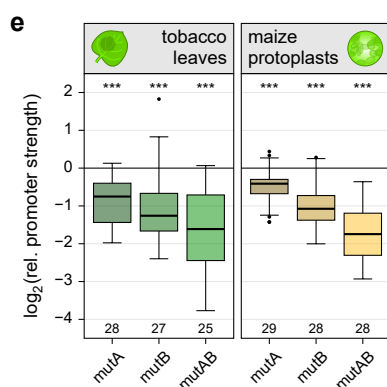 e
tobacco
leaves
maize
protoplasts
log₂(rel. promoter strength)
2
1
0
−1
−2
−3
−4
*** *** *** *** *** ***
28 27 25 29 28 28
mutA mutB mutAB mutA mutB mutAB